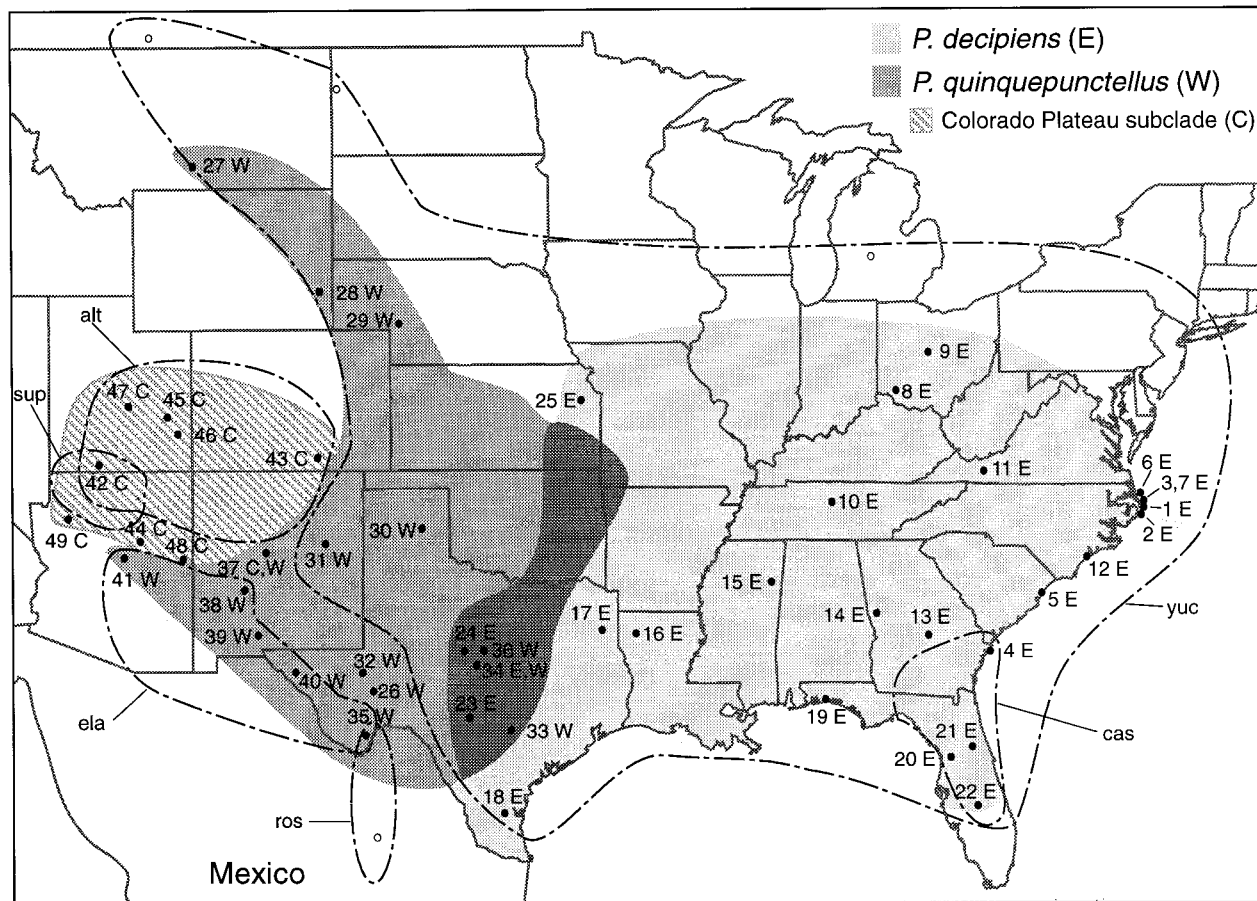 P. decipiens (E)
P. quinquepunctellus (W)
Colorado Plateau subclade (C)
27 W
28 W
alt
29 W
9 E
sup
47 C
45 C
8 E
25 E
46 C
43 C
42 C
11 E
6 E
3,7 E
10 E
1 E
49 C
44 C
30 W
2 E
48 C
31 W
41 W
37 C,W
12 E
38 W
15 E
5 E
yuc
14 E
13 E
17 E
16 E
39 W
24 E
36 W
4 E
34 E,W
32 W
40 W
26 W
ela
23 E
35 W
33 W
19 E
cas
21 E
20 E
18 E
22 E
ros
Mexico